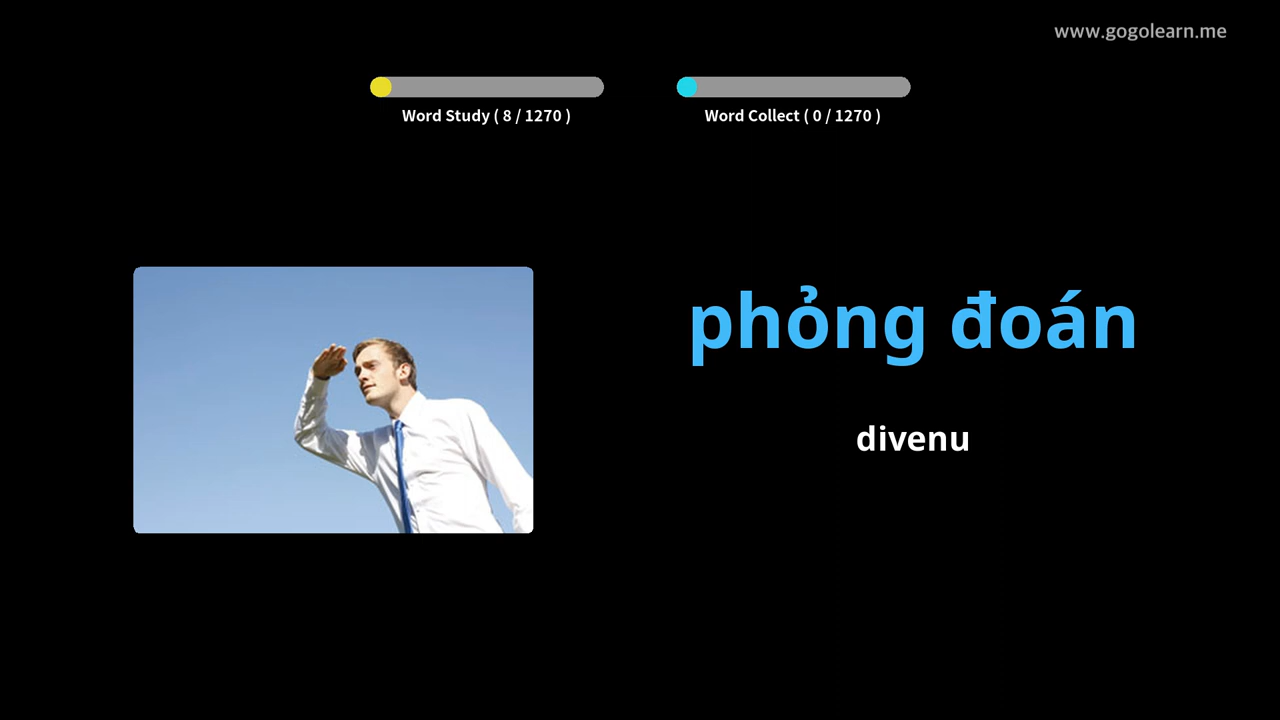 www.gogolearn.me
Word Study ( 8 / 1270 )
Word Collect ( 0 / 1270 )
phỏng đoán
divenu